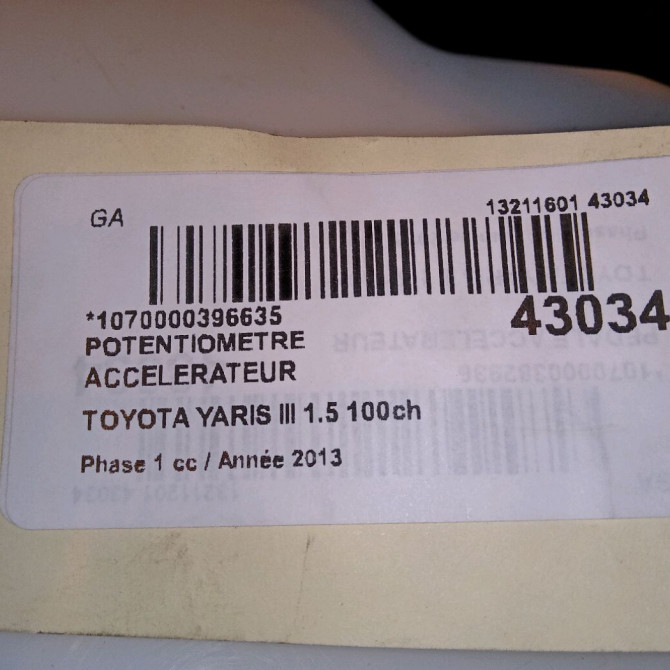 GA
13211601 43034
*1070000396635
43034
POTENTIOMETRE
ACCELERATEUR
TOYOTA YARIS III 1.5 100ch
Phase 1 cc / Année 2013